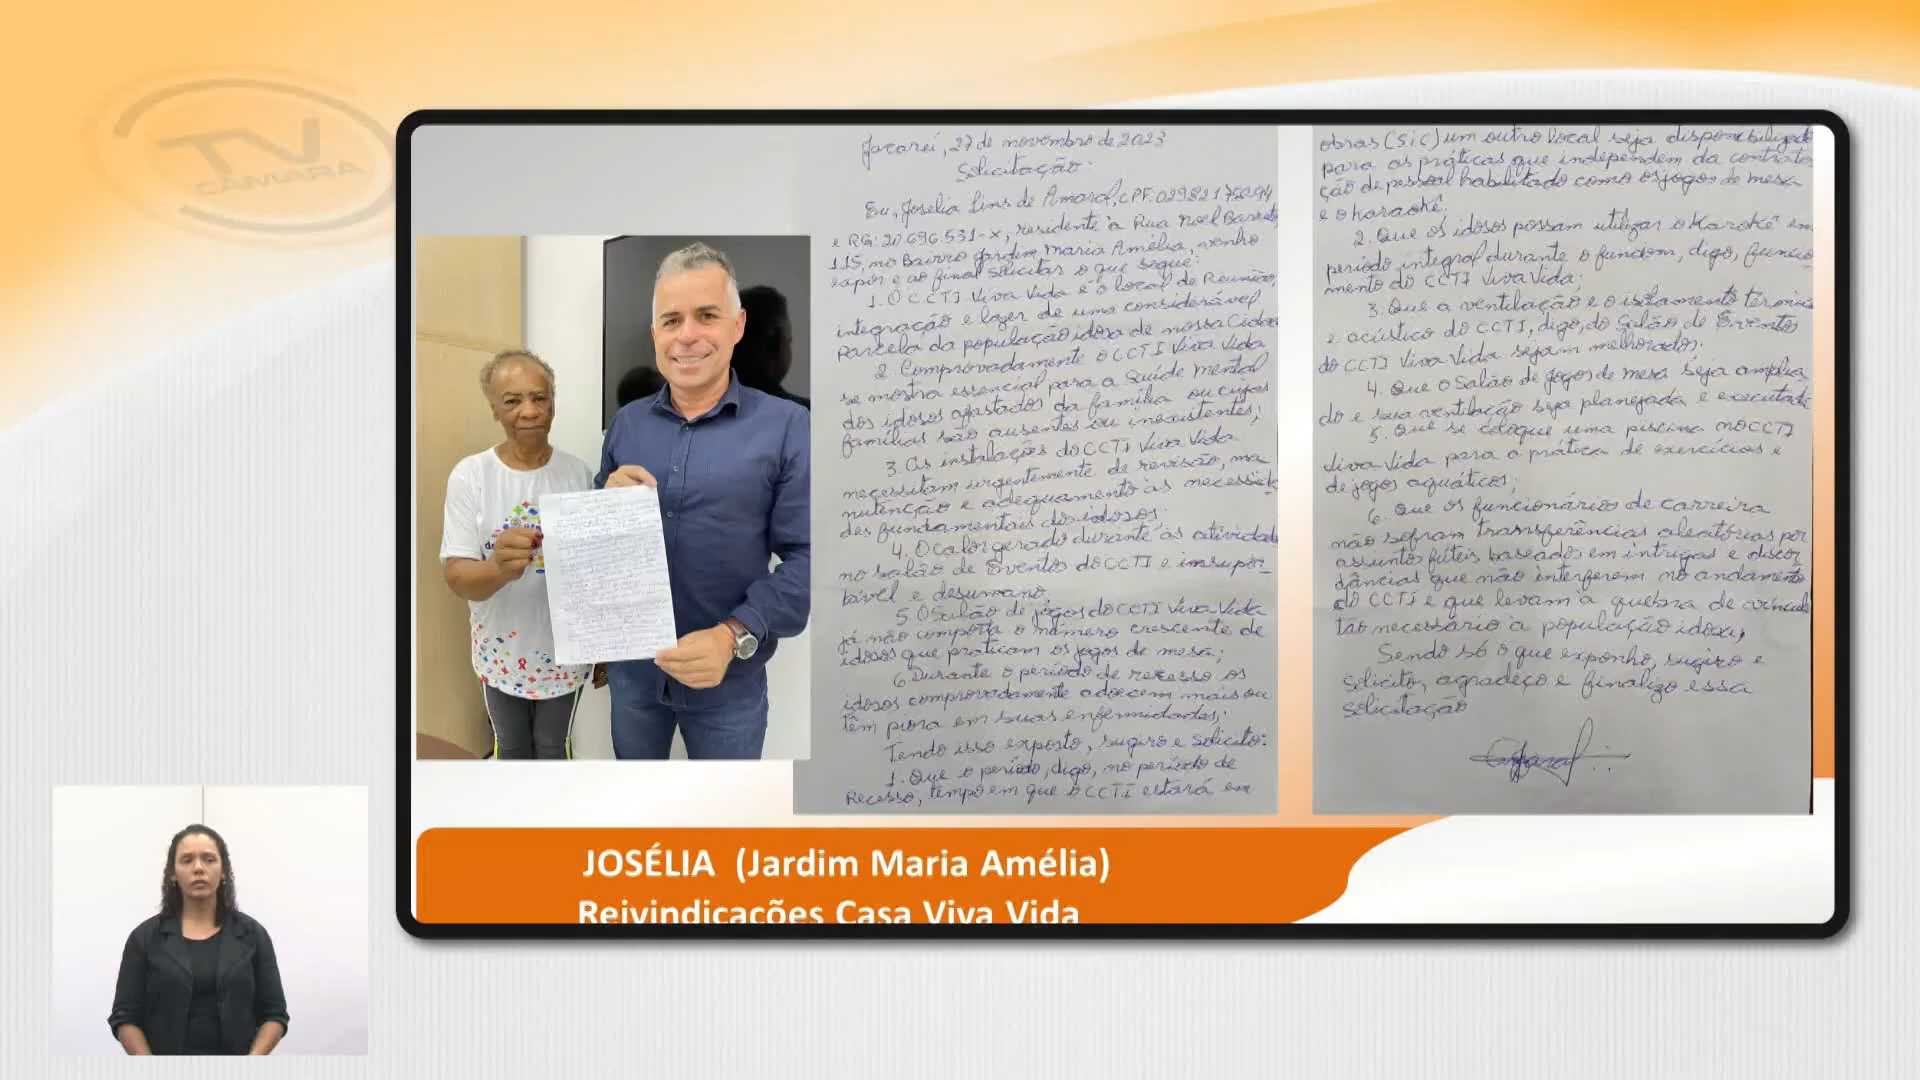 TV
CÂMARA
Jacareí, 27 de novembro de 2023
Solicitação.
Eu, Joselia Lins de Amaral, CPF. 029821758-94
e RG: 20 696.531-X, residente à Rua Noel
115, no Bairro Jardim Maria Amélia, venho
expor e ao final solicitar o que segue:
1. O CCTI Viva Vida é o local de Reunião,
integração e lazer de uma considerável
parcela da população idosa de nossa Cidade
2. Comprovadamente o CCTI Viva Vida
se mostra essencial para a Saúde Mental
dos idosos afastados da família ou cujas
famílias são ausentes ou inexistentes;
3. As instalações do CCTI Viva Vida
necessitam urgentemente de revisão, ma
nutenção e adequamento às necessida
des fundamentais dos idosos.
4. O calor gerado durante as atividad
no salão de Eventos do CCTI é insupor-
tável e desumano.
5. O Salão de jogos do CCTI Viva Vida
já não comporta o número crescente de
idosos que praticam os jogos de mesa;
6 Durante o período de recesso os
idosos comprovadamente adoecem mais ou
têm piora em suas enfermidades;
Tendo isso exposto, sugiro e solicito:
1. Que o período, digo, no período de
Recesso, tempo em que o CCTI estará em
obras (SIC) um outro local seja disponibilizado
para as práticas que independem da contrata
ção de pessoal habilitado como os jogos de mesa
e o karaokê.
2. Que os idosos possam utilizar o Karokê em
período integral durante o fundom, digo, funcio
namento do CCTI Viva Vida;
3. Que a ventilação e o isolamento térmico
e acústico do CCTI, digo, do Salão de Eventos
do CCTI Viva Vida sejam melhorados.
4. Que o Salão de Jogos de mesa seja amplia
do e sua ventilação seja planejada e executada
5. Que se coloque uma piscina no CCTI
Viva Vida para a prática de exercícios e
de jogos aquáticos;
6. Que os funcionários de carreira
não sofram transferências aleatórias por
assuntos fúteis baseados em intrigas e discor
dâncias que não interferem no andamento
do CCTI e que levam à quebra de vínculo
tão necessário à população idosa,
Sendo só o que exponho, sugiro e
solicito, agradeço e finalizo essa
solicitação
JOSÉLIA (Jardim Maria Amélia)
Reivindicações Casa Viva Vida